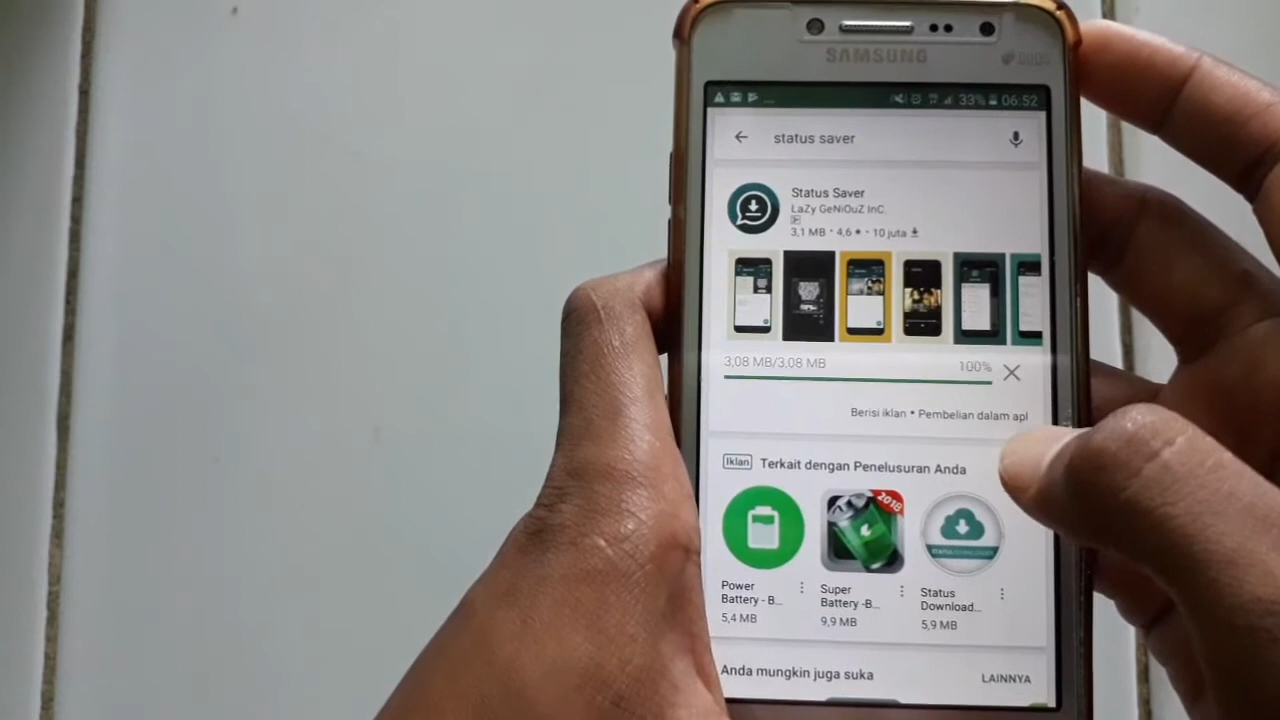 SAMSUNG
DUOS
33% 06:52
status saver
Status Saver
LaZy GeNiOuZ InC.
3,1 MB • 4,6 ★ • 10 juta
3,08 MB/3,08 MB 100%
Berisi iklan • Pembelian dalam apl
Iklan Terkait dengan Penelusuran Anda
2018
Power
Battery - B...
5,4 MB
Super
Battery -B...
9,9 MB
Status
Download...
5,9 MB
Anda mungkin juga suka LAINNYA